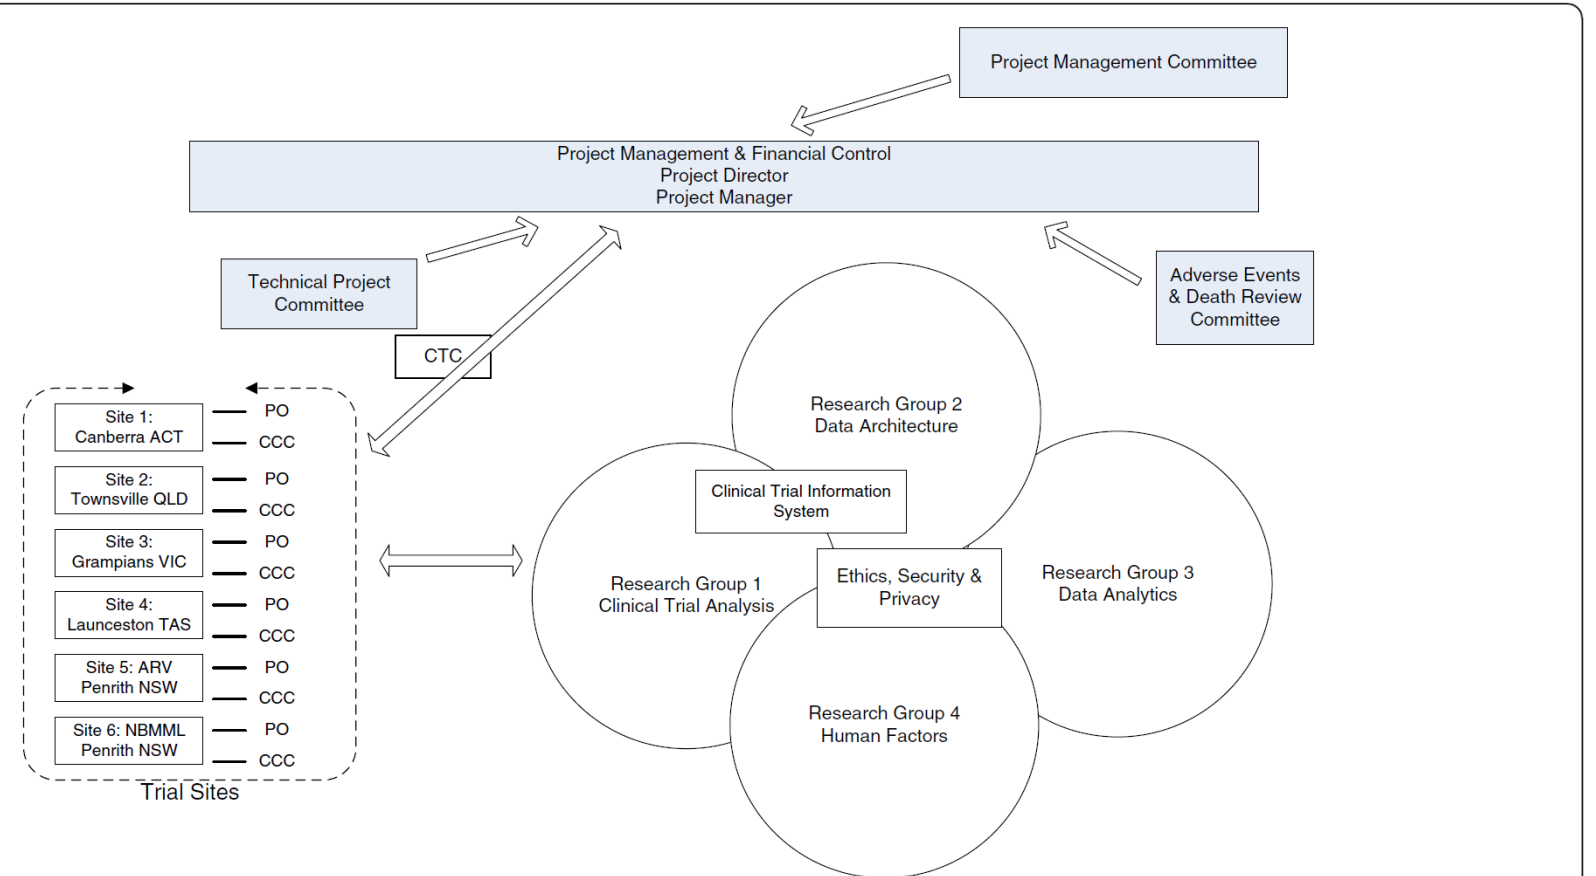 Project Management Committee
Project Management & Financial Control
Project Director
Project Manager
Technical Project
Committee
Adverse Events
& Death Review
Committee
CTC
Site 1:
Canberra ACT
PO
CCC
Site 2:
Townsville QLD
PO
CCC
Site 3:
Grampians VIC
PO
CCC
Site 4:
Launceston TAS
PO
CCC
Site 5: ARV
Penrith NSW
PO
CCC
Site 6: NBMML
Penrith NSW
PO
CCC
Trial Sites
Research Group 2
Data Architecture
Clinical Trial Information
System
Research Group 1
Clinical Trial Analysis
Ethics, Security &
Privacy
Research Group 3
Data Analytics
Research Group 4
Human Factors